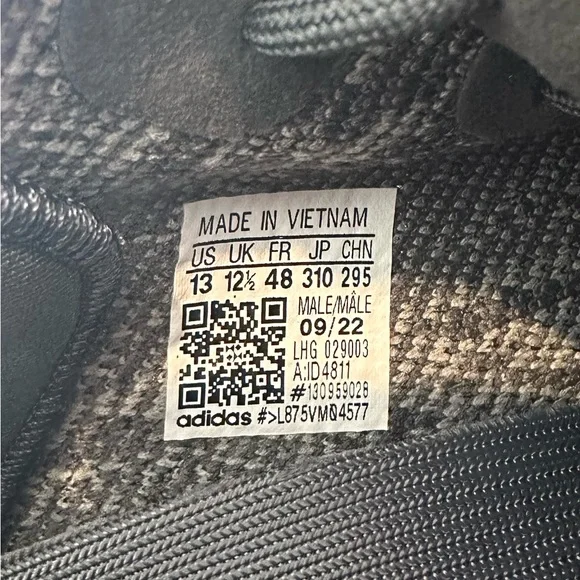 MADE IN VIETNAM
US UK FR JP CHN
13 12½ 48 310 295
MALE/MÂLE
09/22
LHG 029003
A:ID4811
#130959028
adidas #>L875VM04577